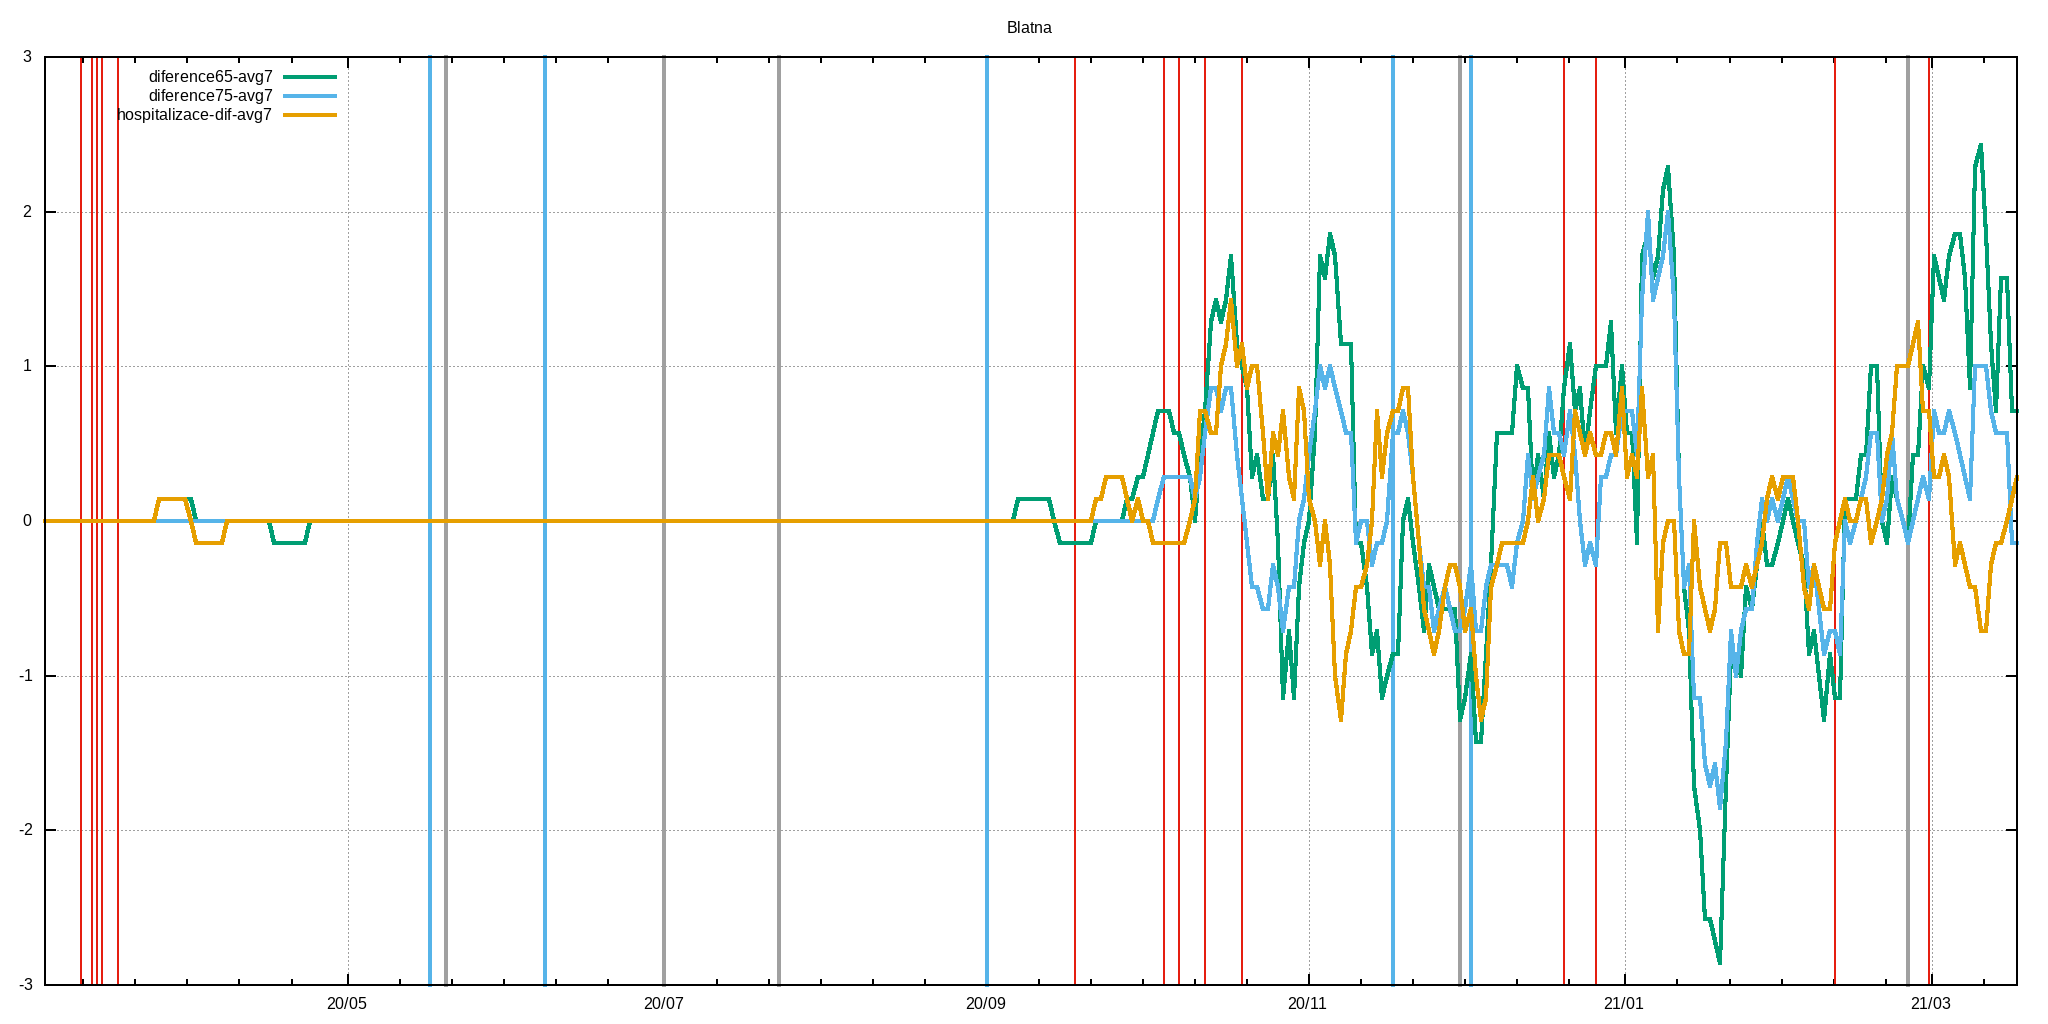 Blatna
3
diference65-avg7
diference75-avg7
hospitalizace-dif-avg7
2
1
0
-1
-2
-3
20/05 20/07 20/09 20/11 21/01 21/03